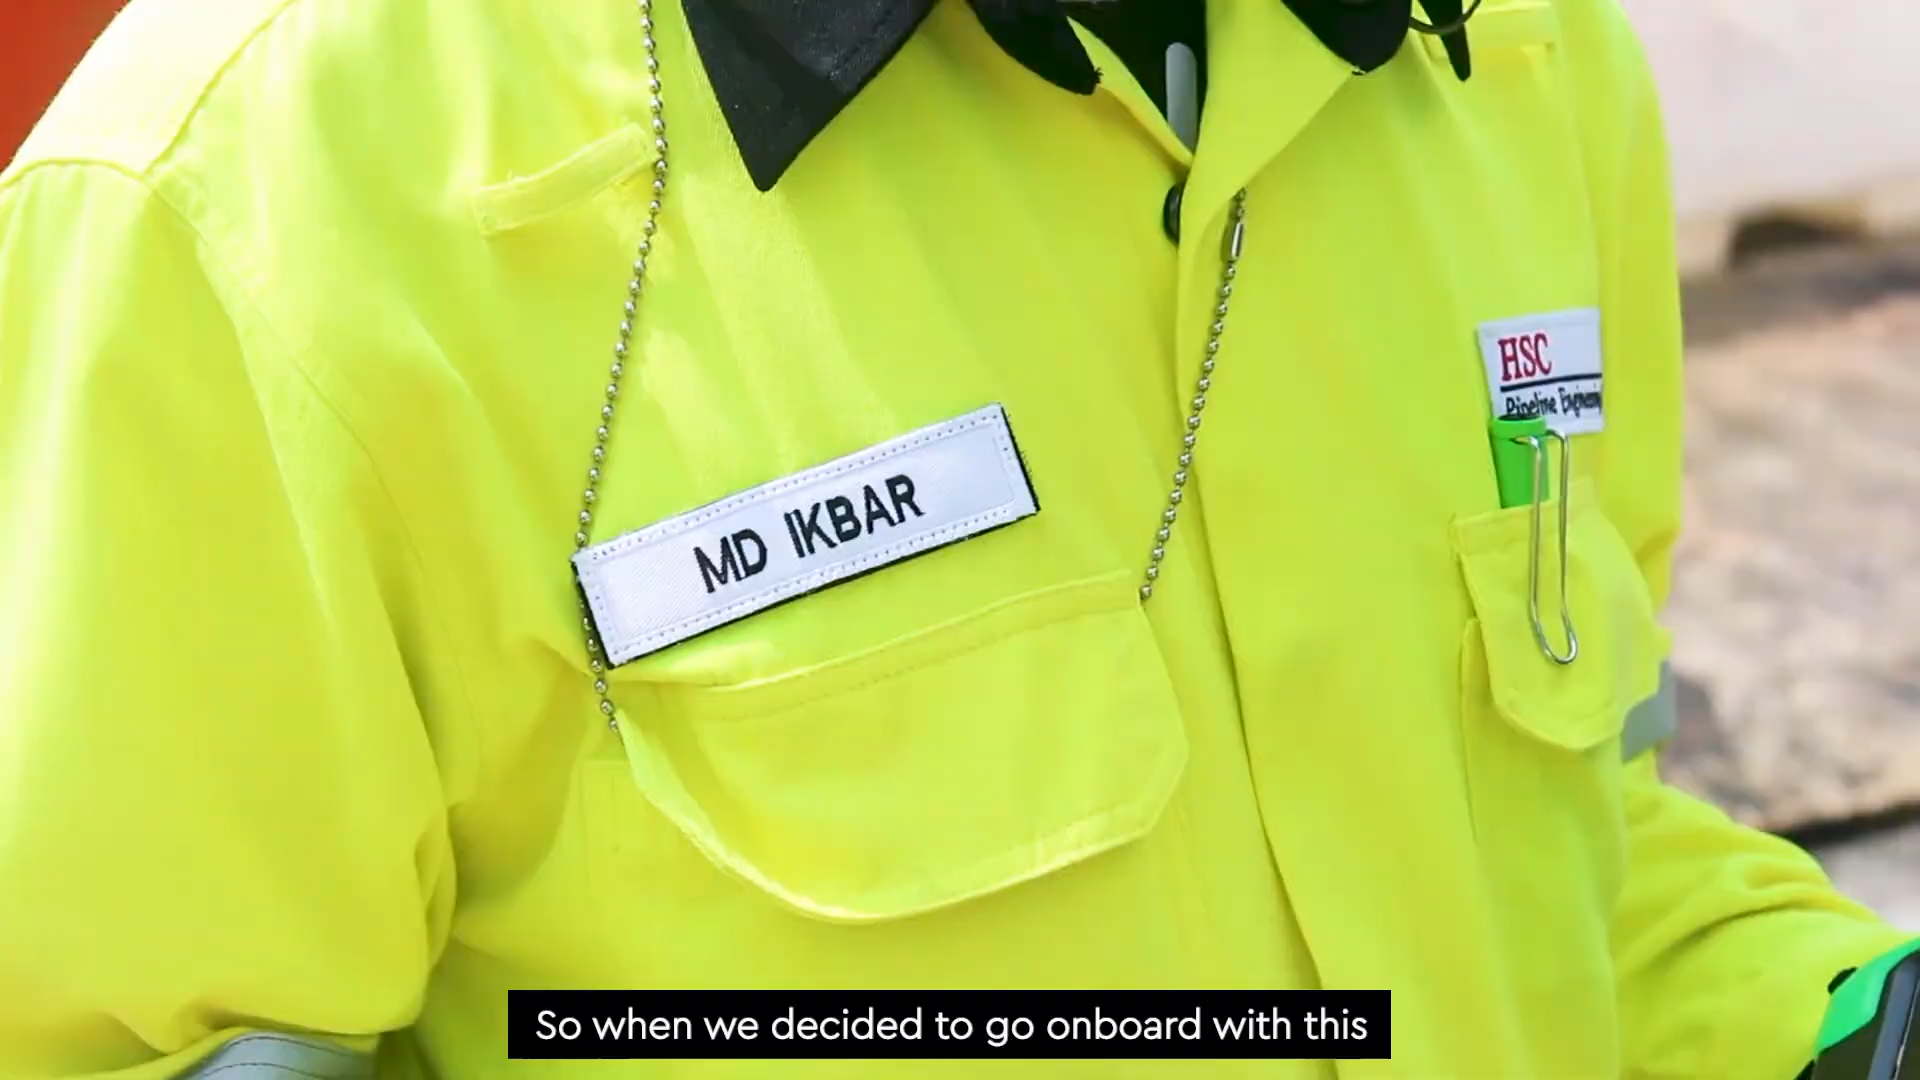 HSC
Pipeline Engineering
MD IKBAR
So when we decided to go onboard with this